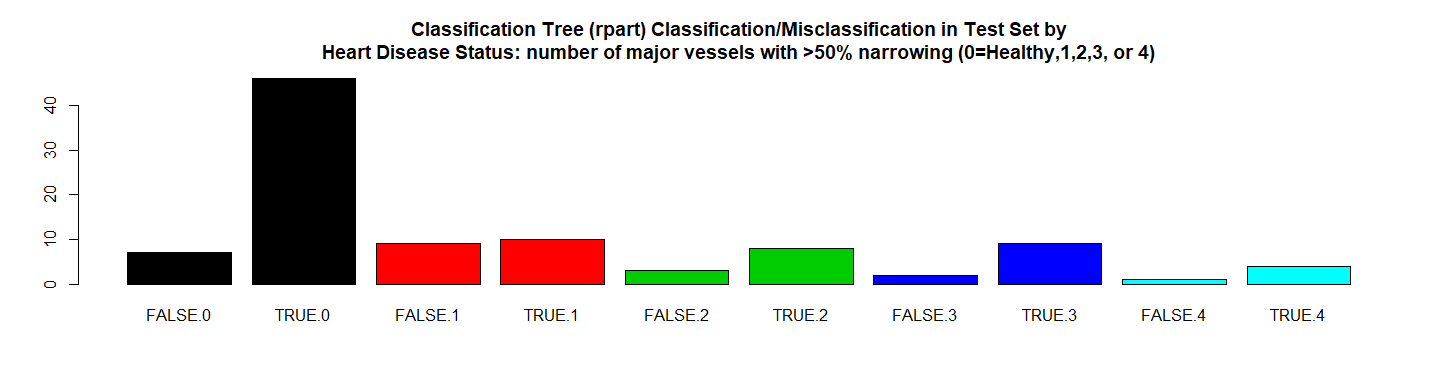 Classification Tree (rpart) Classification/Misclassification in Test Set by
Heart Disease Status: number of major vessels with >50% narrowing (0=Healthy,1,2,3, or 4)
40
30
20
10
0
FALSE.0 TRUE.0 FALSE.1 TRUE.1 FALSE.2 TRUE.2 FALSE.3 TRUE.3 FALSE.4 TRUE.4